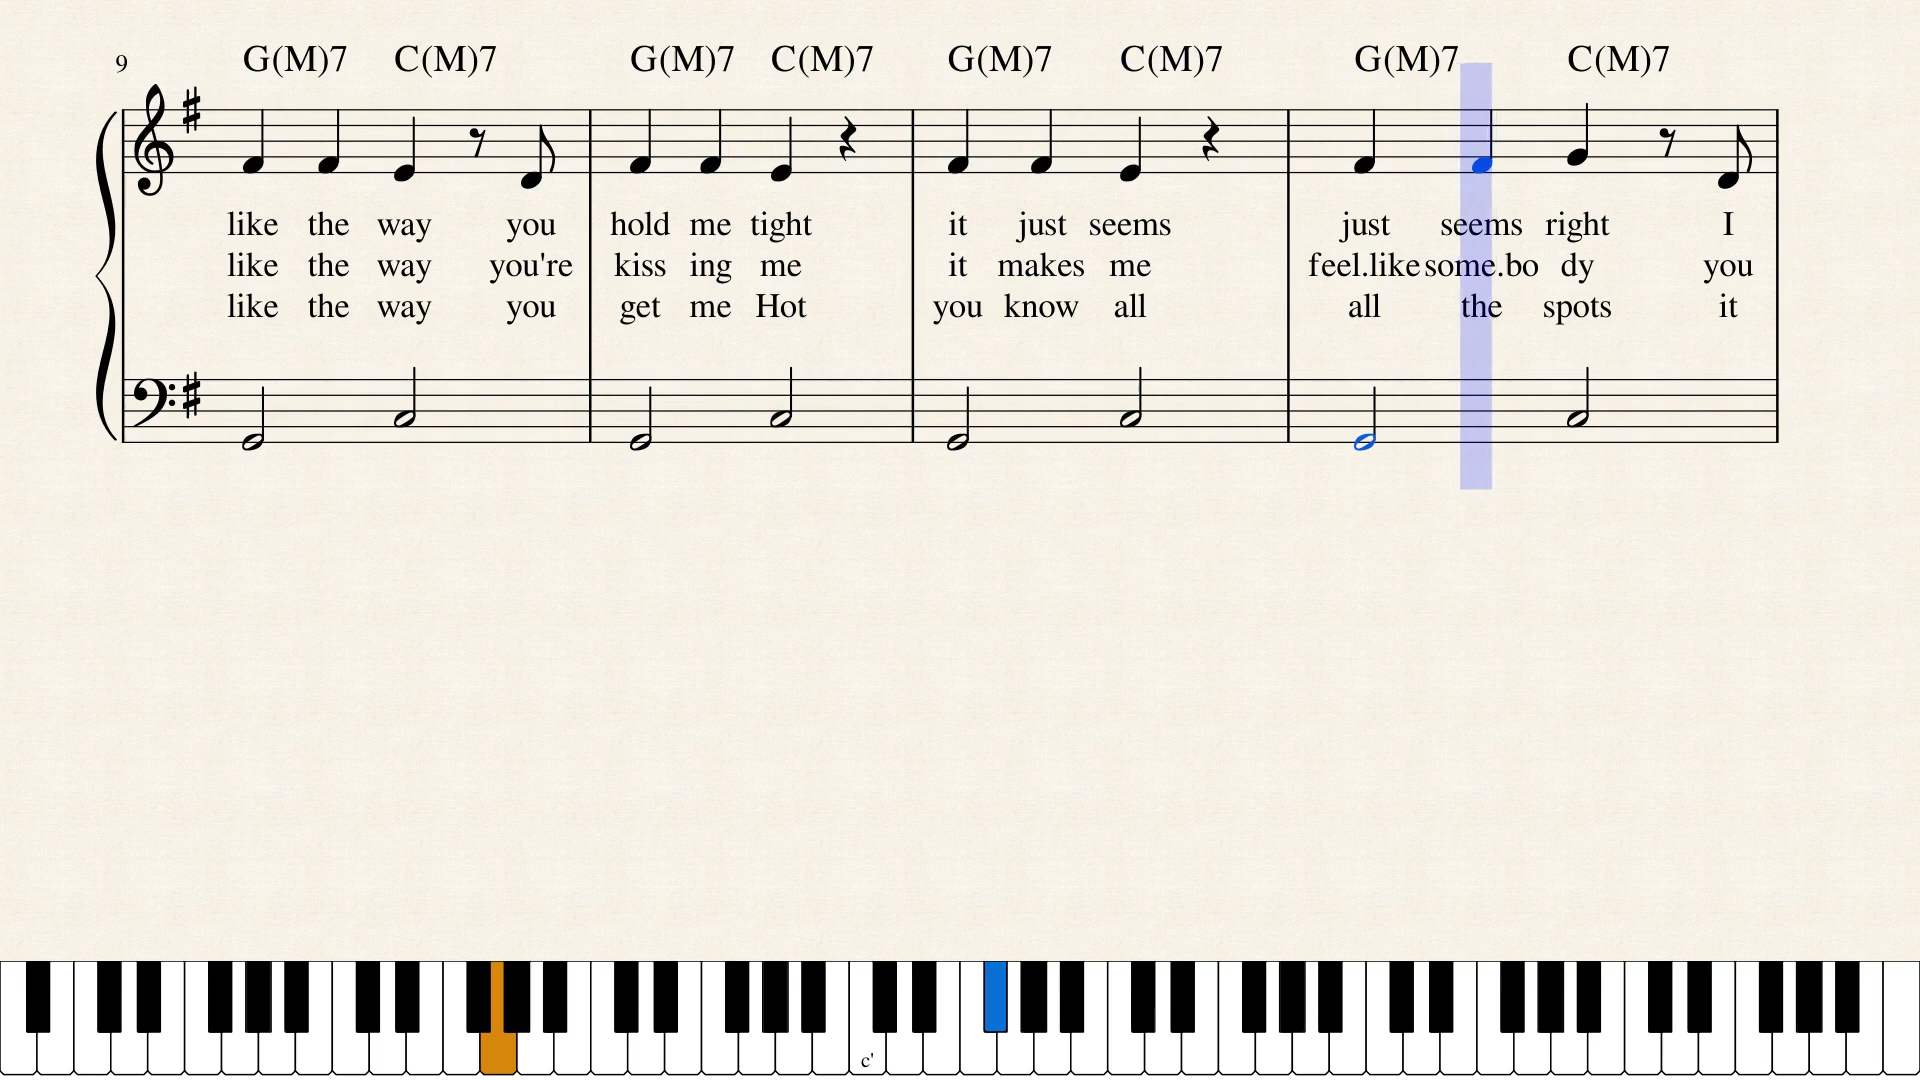 9 G(M)7 C(M)7 G(M)7 C(M)7 G(M)7 C(M)7 G(M)7 C(M)7
like the way you hold me tight it just seems just seems right I
like the way you're kiss ing me it makes me feel.like some.bo dy you
like the way you get me Hot you know all all the spots it
c'